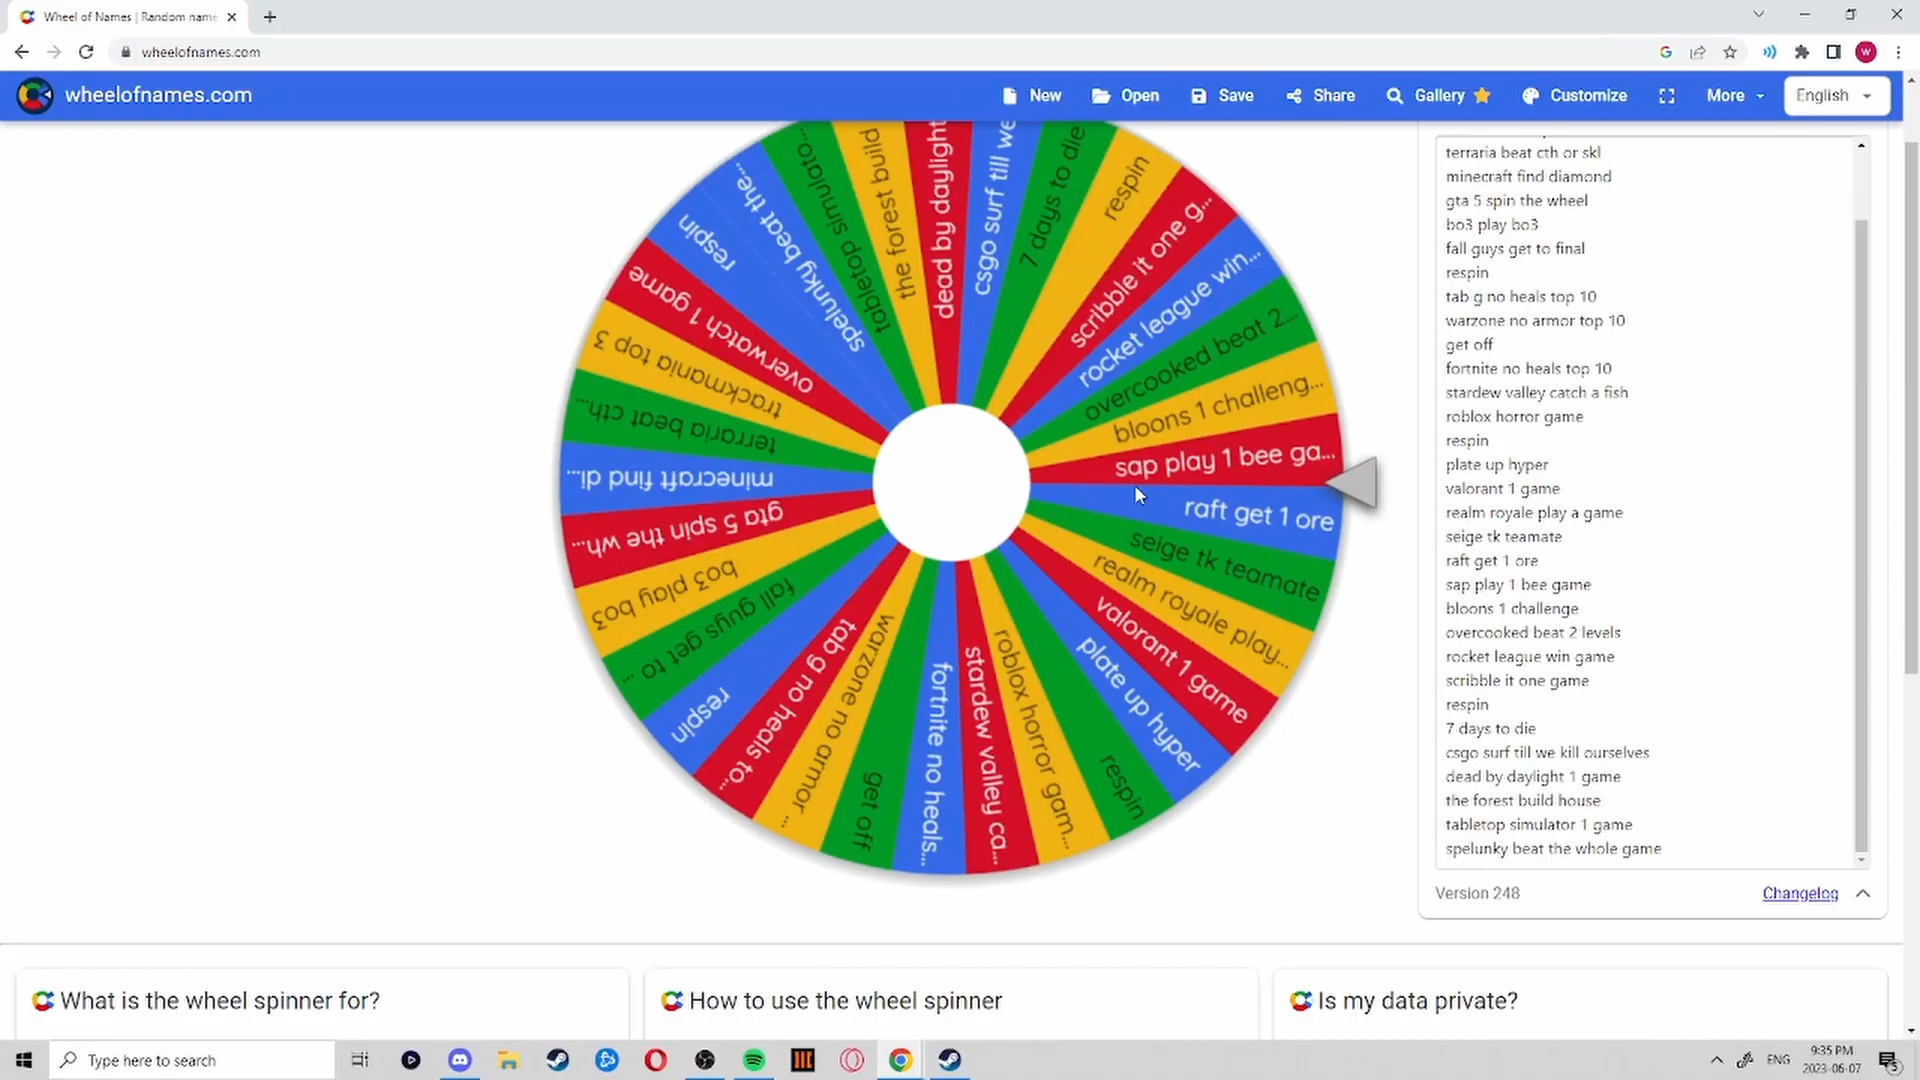 Wheel of Names | Random name
wheelofnames.com
wheelofnames.com
New
Open
Save
Share
Gallery
Customize
More
English
terraria beat cth or skl
minecraft find diamond
gta 5 spin the wheel
bo3 play bo3
fall guys get to final
respin
tab g no heals top 10
warzone no armor top 10
get off
fortnite no heals top 10
stardew valley catch a fish
roblox horror game
respin
plate up hyper
valorant 1 game
realm royale play a game
seige tk teamate
raft get 1 ore
sap play 1 bee game
bloons 1 challenge
overcooked beat 2 levels
rocket league win game
scribble it one game
respin
7 days to die
csgo surf till we kill ourselves
dead by daylight 1 game
the forest build house
tabletop simulator 1 game
spelunky beat the whole game
Version 248
Changelog
dead by daylight
csgo surf till we
7 days to die
respin
scribble it one g...
rocket league win...
overcooked beat 2...
bloons 1 challeng...
sap play 1 bee ga...
raft get 1 ore
seige tk teamate
realm royale play...
valorant 1 game
plate up hyper
respin
roblox horror gam...
stardew valley ca...
fortnite no heals...
get off
warzone no armor ...
tab g no heals to...
respin
fall guys get to ...
bo3 play bo3
gta 5 spin the wh...
minecraft find di...
terraria beat cth...
trackmania top 3
overwatch 1 game
respin
spelunky beat the...
tabletop simulato...
the forest build
What is the wheel spinner for?
How to use the wheel spinner
Is my data private?
Type here to search
ENG
9:35 PM
2023-06-07